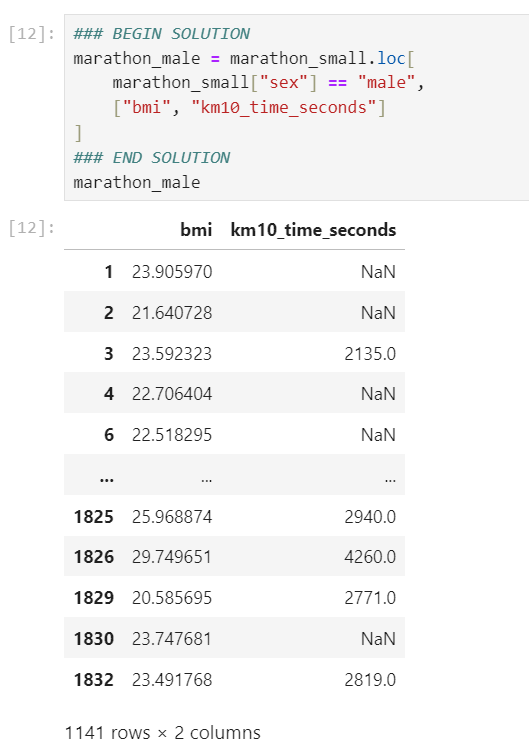 [12]: ### BEGIN SOLUTION
marathon_male = marathon_small.loc[
    marathon_small["sex"] == "male",
    ["bmi", "km10_time_seconds"]
]
### END SOLUTION
marathon_male
[12]: bmi km10_time_seconds
1 23.905970 NaN
2 21.640728 NaN
3 23.592323 2135.0
4 22.706404 NaN
6 22.518295 NaN
... ... ...
1825 25.968874 2940.0
1826 29.749651 4260.0
1829 20.585695 2771.0
1830 23.747681 NaN
1832 23.491768 2819.0
1141 rows × 2 columns